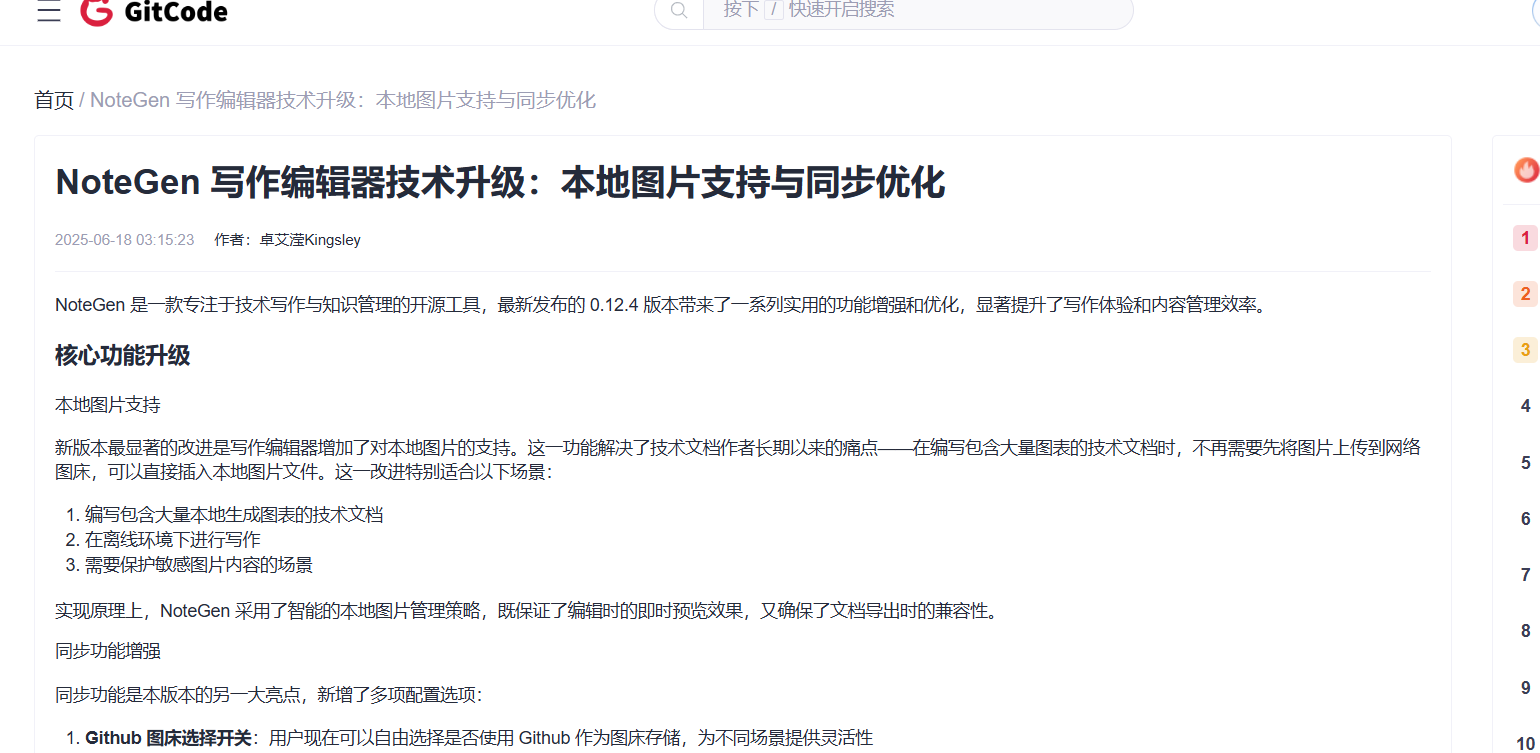 GitCode
按下 / 快速开启搜索
首页 / NoteGen 写作编辑器技术升级：本地图片支持与同步优化
NoteGen 写作编辑器技术升级：本地图片支持与同步优化
2025-06-18 03:15:23 作者：卓艾滢Kingsley
NoteGen 是一款专注于技术写作与知识管理的开源工具，最新发布的 0.12.4 版本带来了一系列实用的功能增强和优化，显著提升了写作体验和内容管理效率。
核心功能升级
本地图片支持
新版本最显著的改进是写作编辑器增加了对本地图片的支持。这一功能解决了技术文档作者长期以来的痛点——在编写包含大量图表的技术文档时，不再需要先将图片上传到网络
图床，可以直接插入本地图片文件。这一改进特别适合以下场景：
1. 编写包含大量本地生成图表的技术文档
2. 在离线环境下进行写作
3. 需要保护敏感图片内容的场景
实现原理上，NoteGen 采用了智能的本地图片管理策略，既保证了编辑时的即时预览效果，又确保了文档导出时的兼容性。
同步功能增强
同步功能是本版本的另一大亮点，新增了多项配置选项：
1. Github 图床选择开关：用户现在可以自由选择是否使用 Github 作为图床存储，为不同场景提供灵活性
1
2
3
4
5
6
7
8
9
10